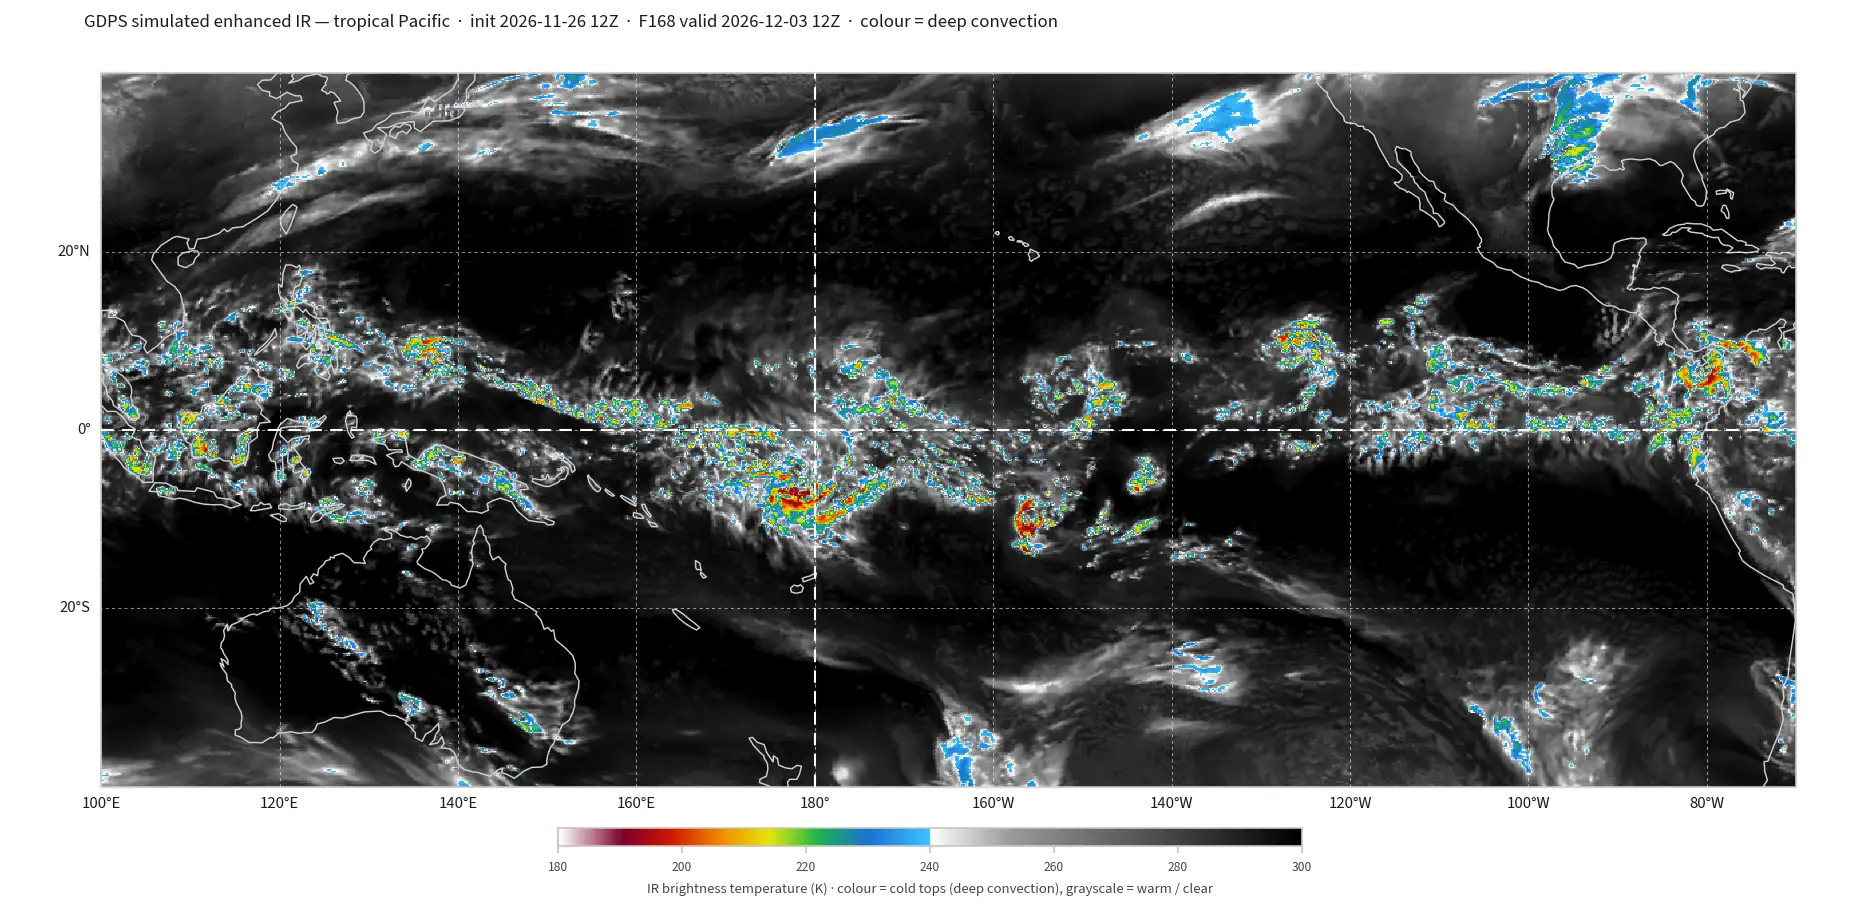 GDPS simulated enhanced IR — tropical Pacific · init 2026-11-26 12Z · F168 valid 2026-12-03 12Z · colour = deep convection
20°N
0°
20°S
100°E 120°E 140°E 160°E 180° 160°W 140°W 120°W 100°W 80°W
180 200 220 240 260 280 300
IR brightness temperature (K) · colour = cold tops (deep convection), grayscale = warm / clear